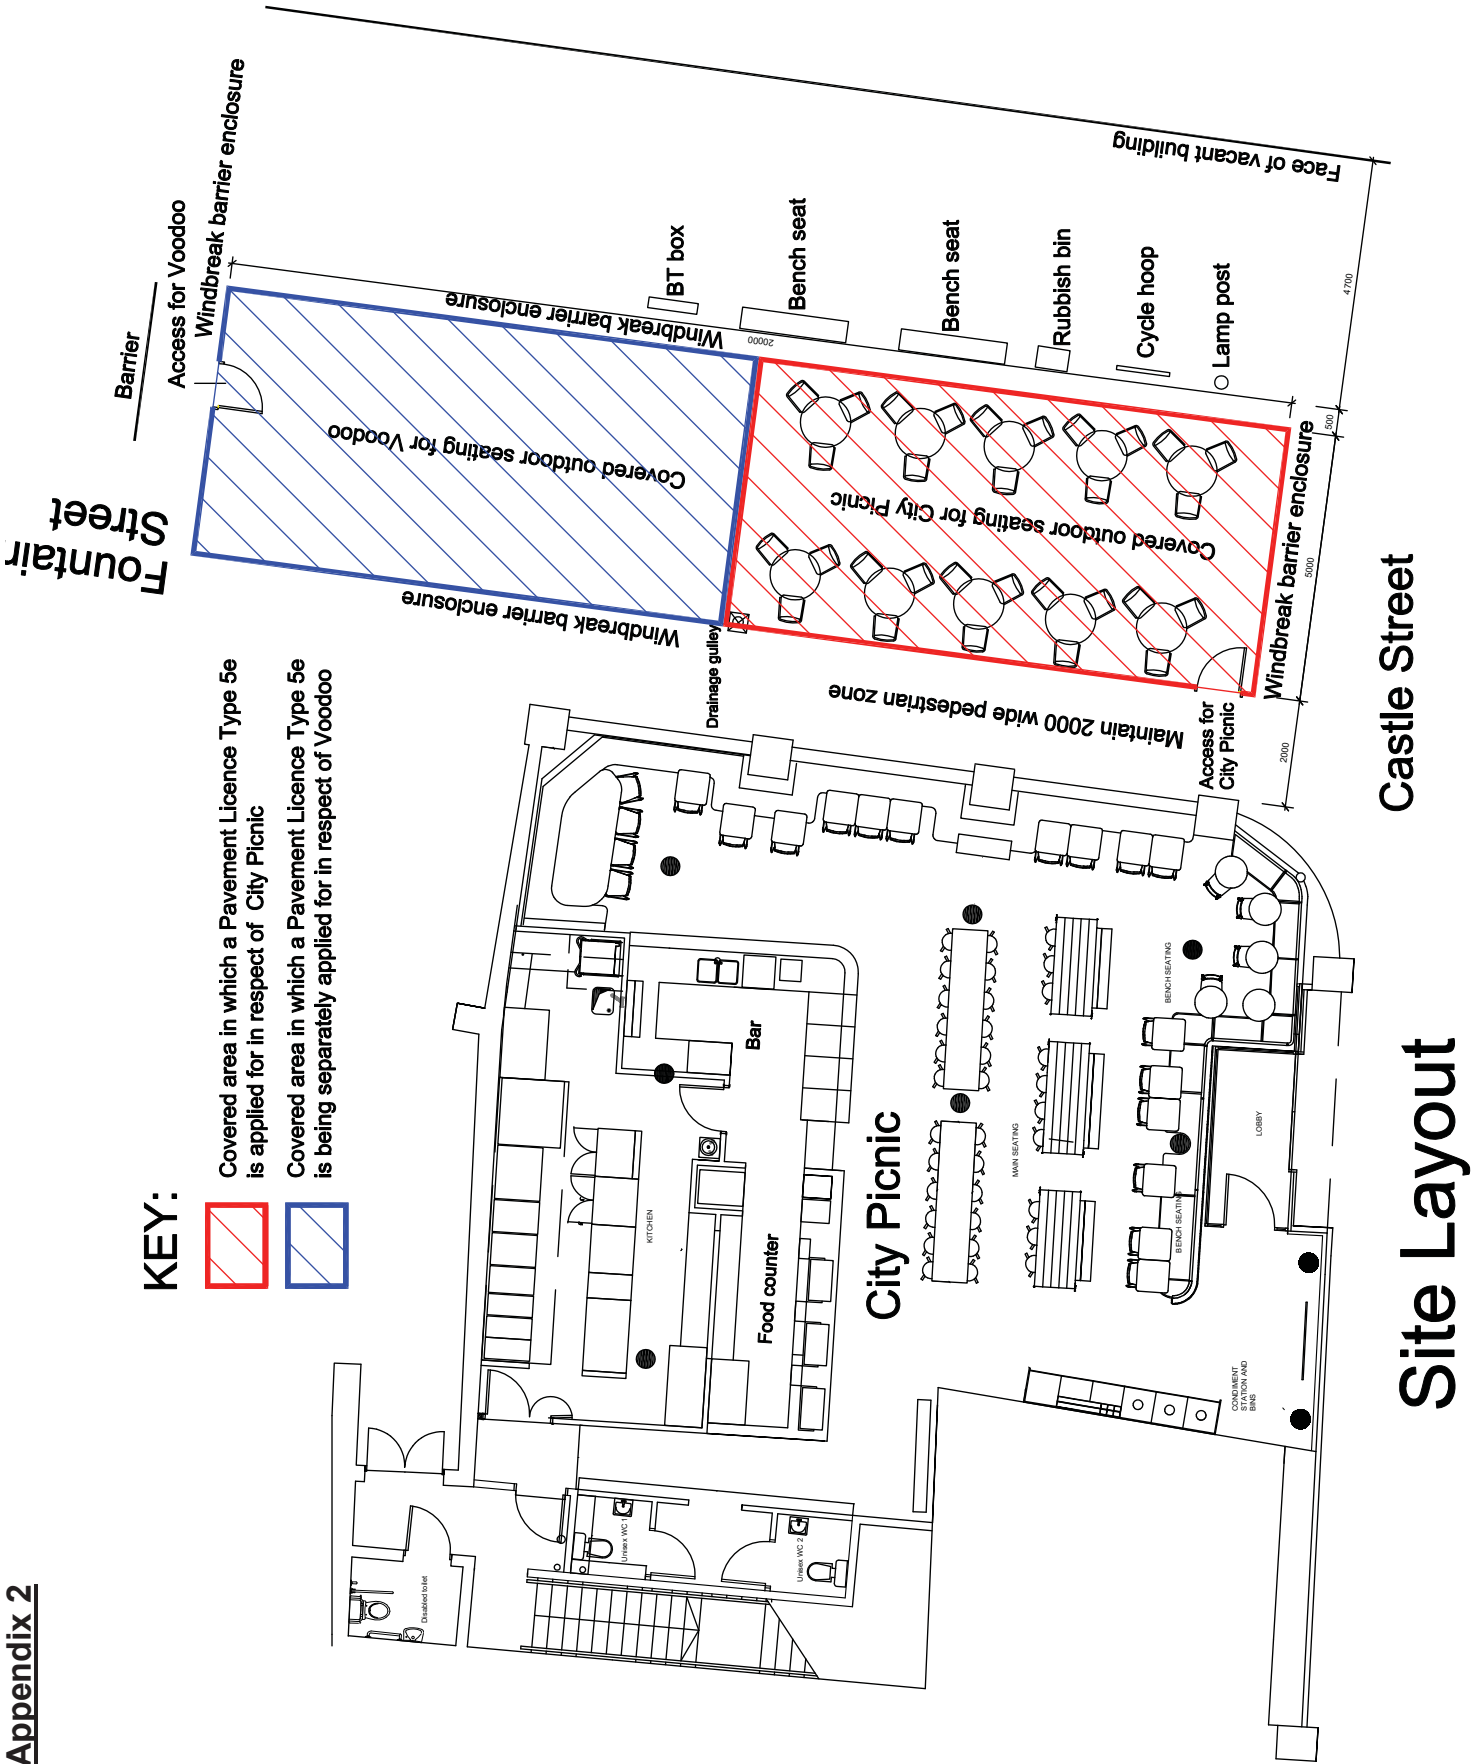 Appendix 2
KEY:
Covered area in which a Pavement Licence Type 5e
is applied for in respect of City Picnic
Covered area in which a Pavement Licence Type 5e
is being separately applied for in respect of Voodoo
Fountain
Street
Barrier
Access for Voodoo
Windbreak barrier enclosure
Windbreak barrier enclosure
Covered outdoor seating for Voodoo
Windbreak barrier enclosure
BT box
Bench seat
20000
Bench seat
Rubbish bin
Cycle hoop
Lamp post
Face of vacant building
4700
500
5000
2000
Covered outdoor seating for City Picnic
Windbreak barrier enclosure
Drainage gulley
Maintain 2000 wide pedestrian zone
Access for
City Picnic
Castle Street
Bar
KITCHEN
Food counter
City Picnic
MAIN SEATING
BENCH SEATING
BENCH SEATING
LOBBY
CONDIMENT
STATION AND
BINS
Unisex WC 1
Unisex WC 2
Disabled toilet
Site Layout